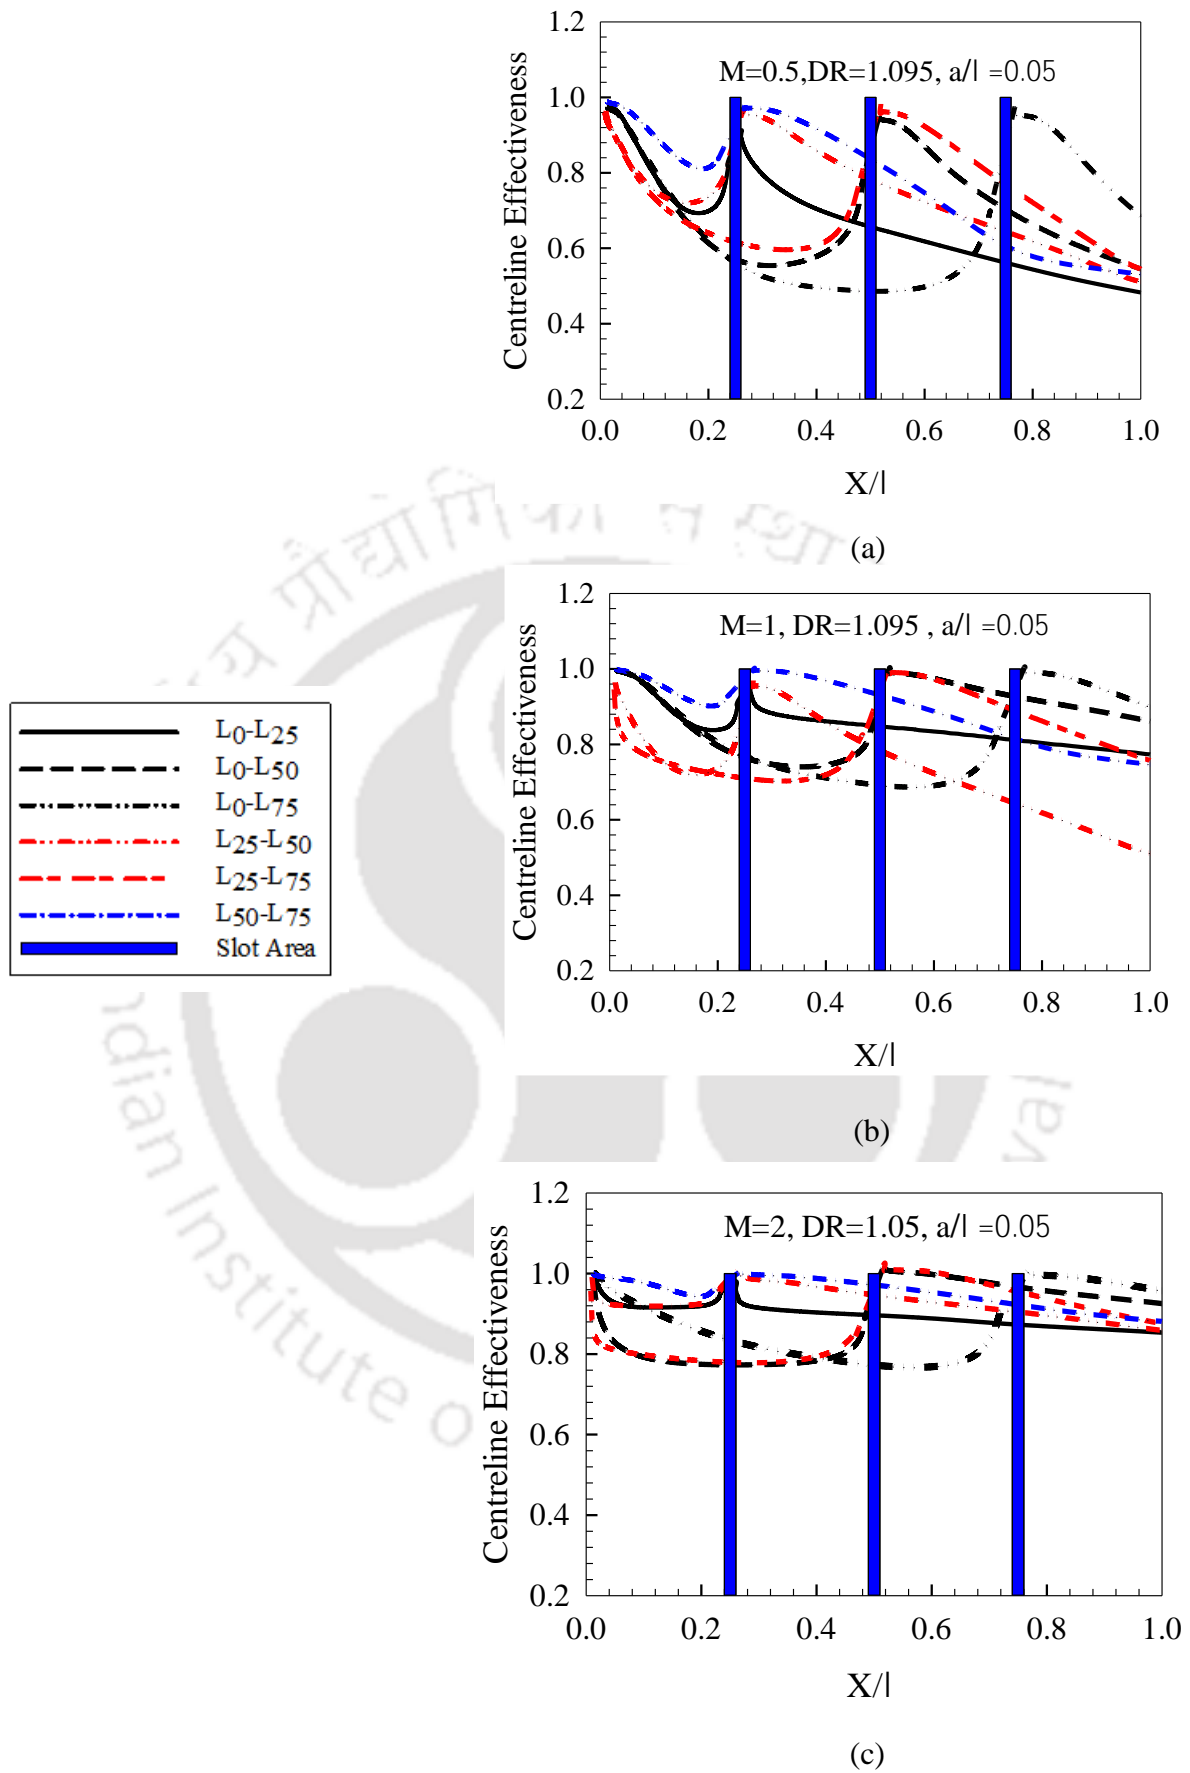 1.2
1.0
0.8
0.6
0.4
0.2
Centreline Effectiveness
M=0.5,DR=1.095, a/l =0.05
0.0 0.2 0.4 0.6 0.8 1.0
X/l
(a)
1.2
1.0
0.8
0.6
0.4
0.2
Centreline Effectiveness
M=1, DR=1.095 , a/l =0.05
0.0 0.2 0.4 0.6 0.8 1.0
X/l
(b)
L0-L25
L0-L50
L0-L75
L25-L50
L25-L75
L50-L75
Slot Area
1.2
1.0
0.8
0.6
0.4
0.2
Centreline Effectiveness
M=2, DR=1.05, a/l =0.05
0.0 0.2 0.4 0.6 0.8 1.0
X/l
(c)
ndian Institute o